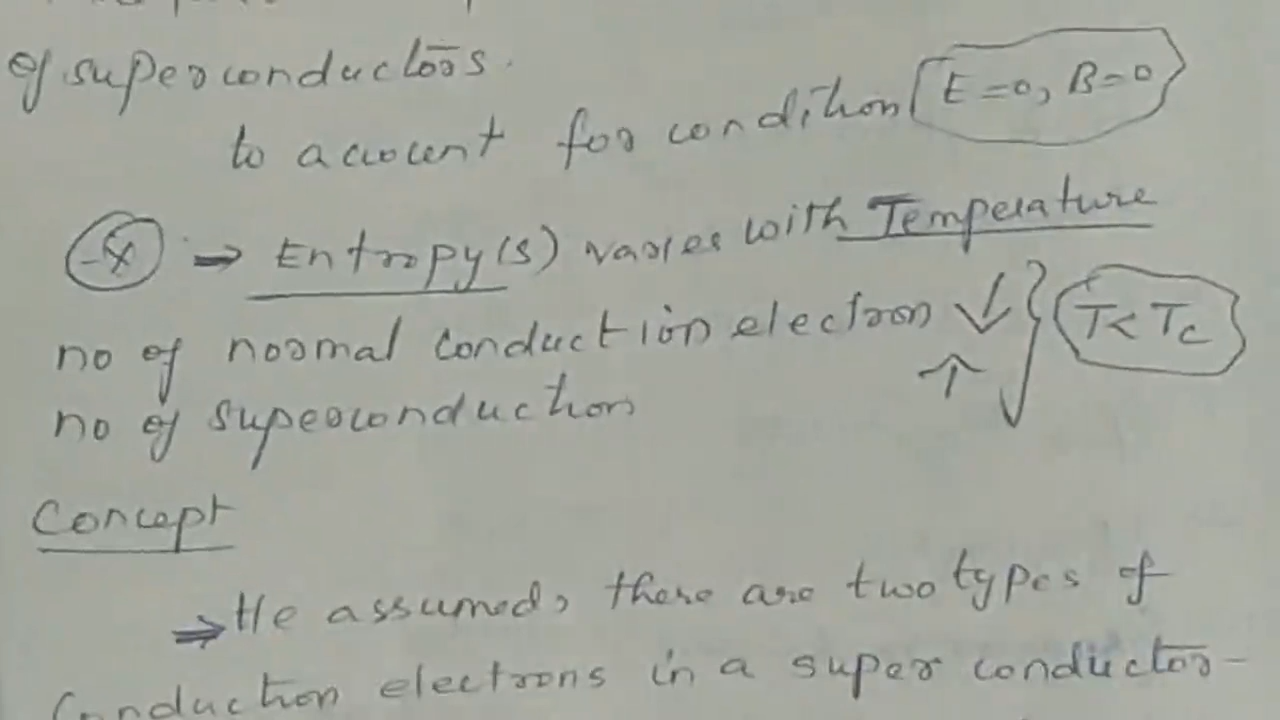 of superconductors.
to account for condition E=0, B=0
→ Entropy(s) varies with Temperature
no of normal conduction electron ↓ } T< Tc
no of superconduction ↑
Concept
⇒ He assumed, there are two types of
Conduction electrons in a super conductor-